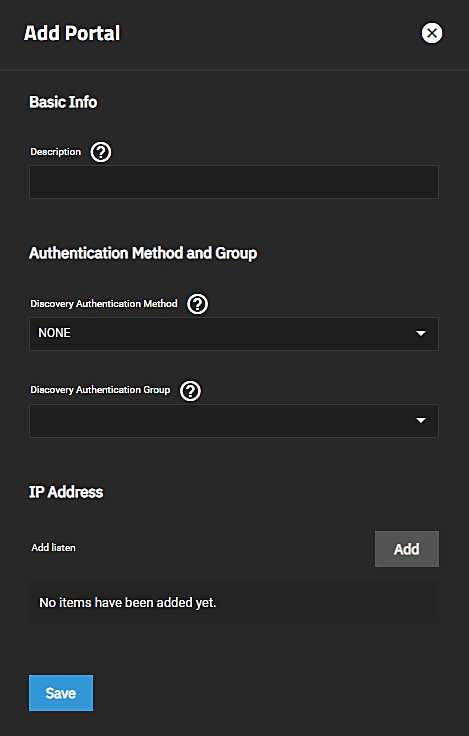 Add Portal
Basic Info
Description
Authentication Method and Group
Discovery Authentication Method
NONE
Discovery Authentication Group
IP Address
Add listen
Add
No items have been added yet.
Save